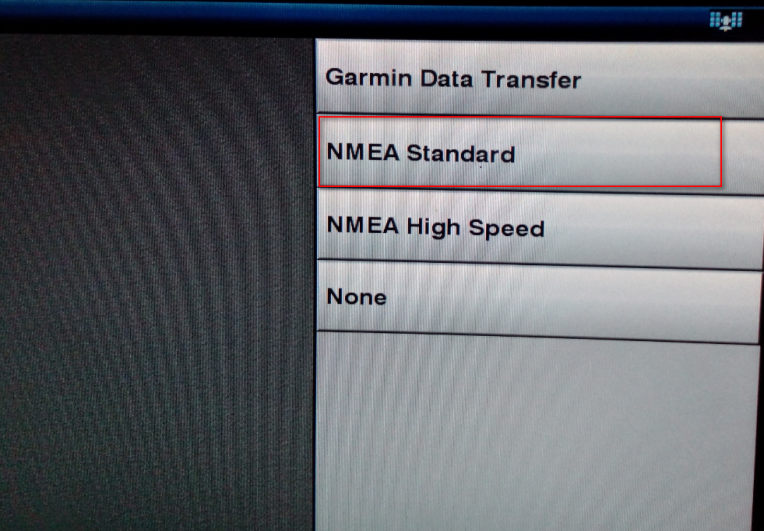 Garmin Data Transfer
NMEA Standard
NMEA High Speed
None